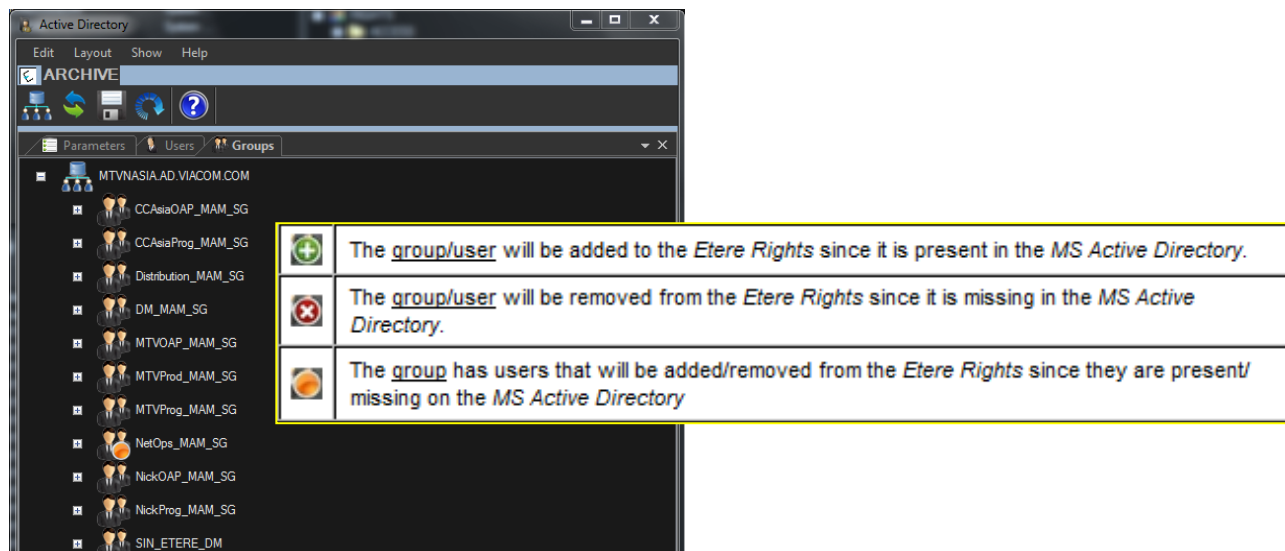 Active Directory
Edit Layout Show Help
ARCHIVE
Parameters Users Groups
MTVNASIA.AD.VIACOM.COM
CCAsiaOAP_MAM_SG
CCAsiaProg_MAM_SG
Distribution_MAM_SG
DM_MAM_SG
MTVOAP_MAM_SG
MTVProd_MAM_SG
MTVProg_MAM_SG
NetOps_MAM_SG
NickOAP_MAM_SG
NickProg_MAM_SG
SIN_ETERE_DM
The group/user will be added to the Etere Rights since it is present in the MS Active Directory.
The group/user will be removed from the Etere Rights since it is missing in the MS Active
Directory.
The group has users that will be added/removed from the Etere Rights since they are present/
missing on the MS Active Directory